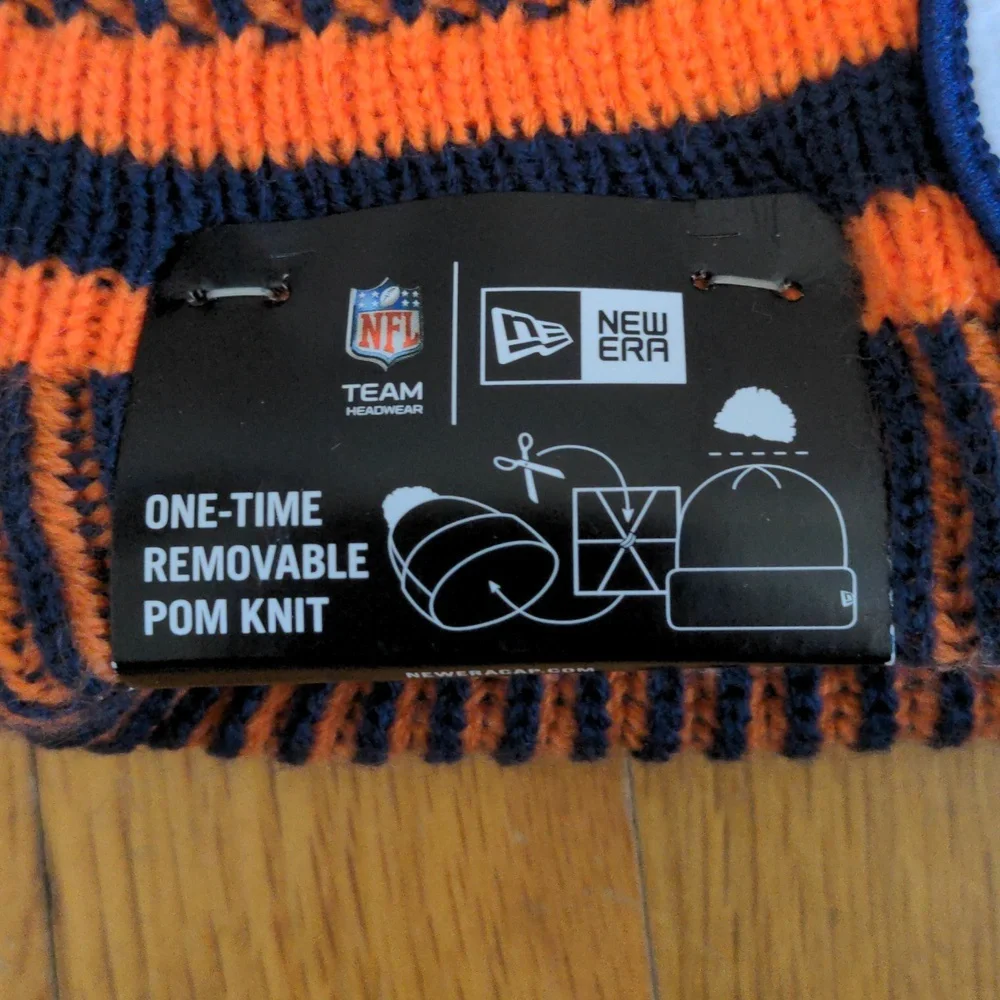 NFL
TEAM
HEADWEAR
NEW
ERA
ONE-TIME
REMOVABLE
POM KNIT
NEWERACAP.COM